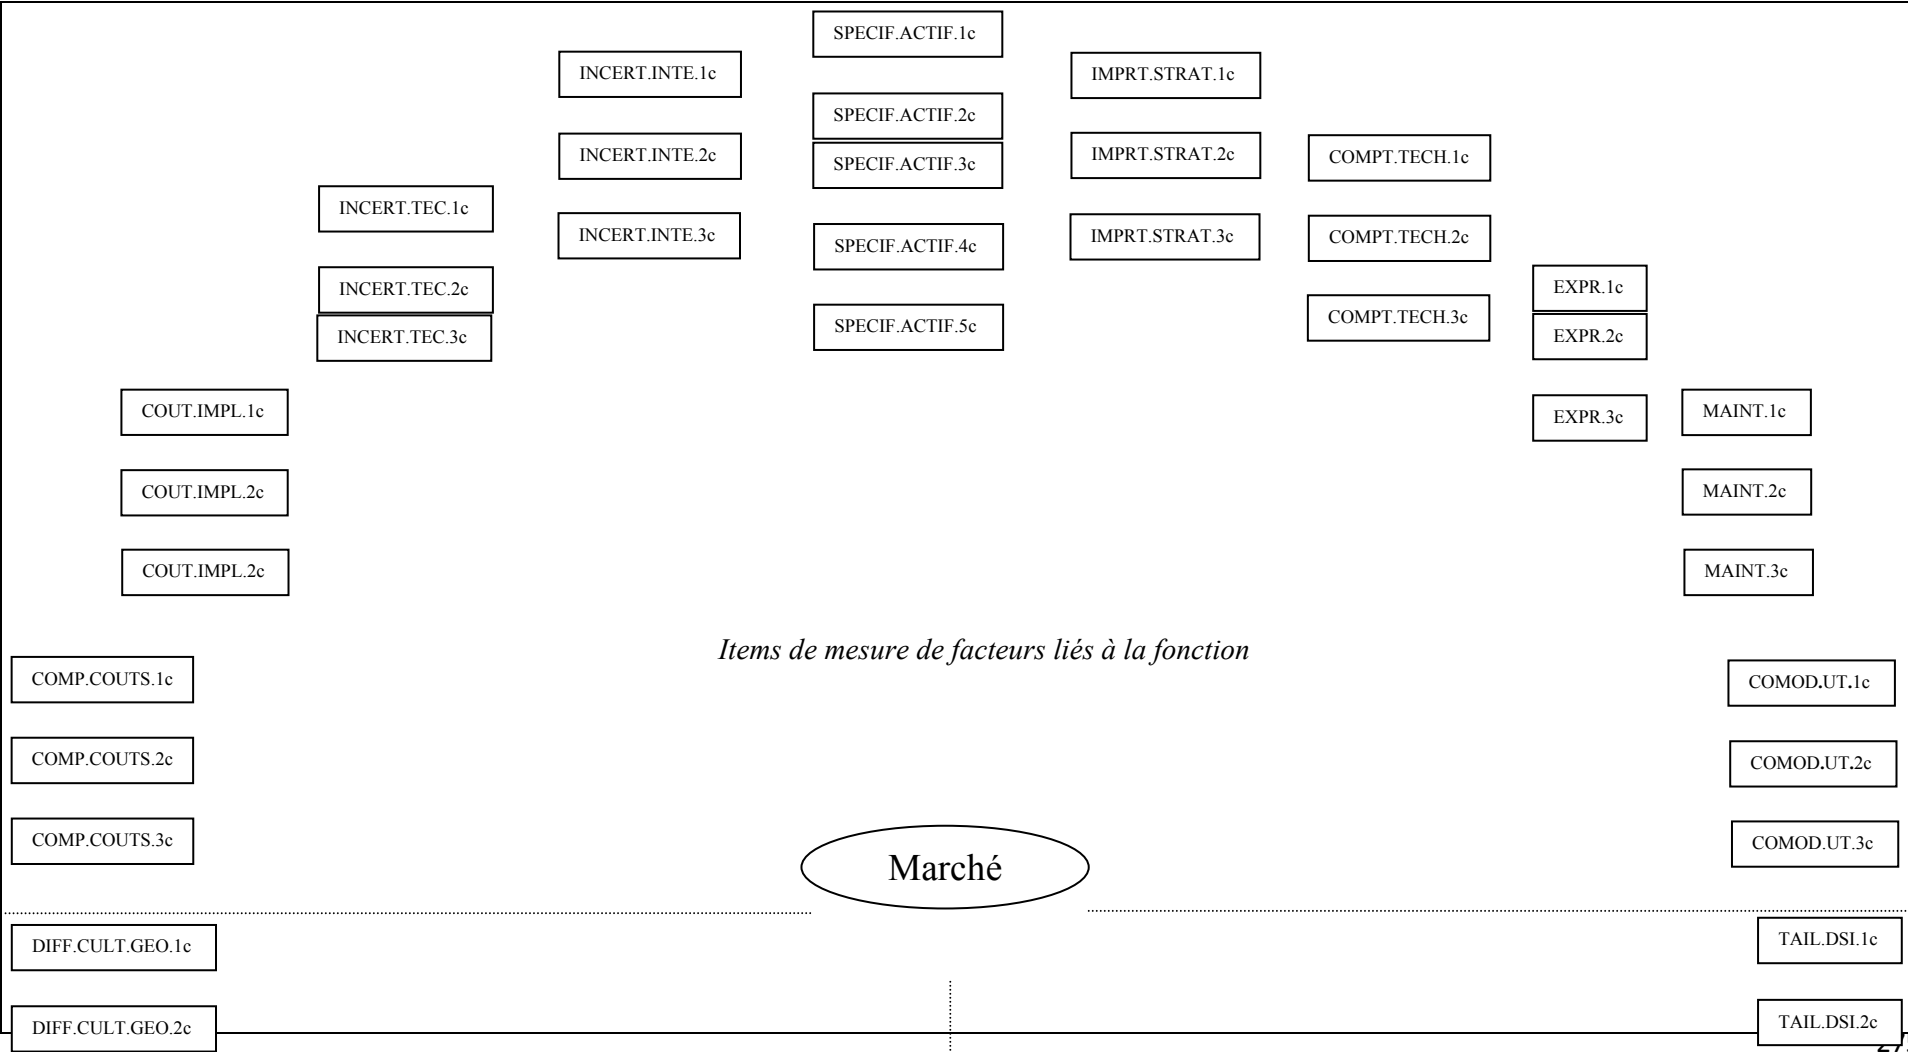 SPECIF.ACTIF.1c
INCERT.INTE.1c
IMPRT.STRAT.1c
SPECIF.ACTIF.2c
INCERT.INTE.2c
IMPRT.STRAT.2c
COMPT.TECH.1c
SPECIF.ACTIF.3c
INCERT.TEC.1c
INCERT.INTE.3c
IMPRT.STRAT.3c
COMPT.TECH.2c
SPECIF.ACTIF.4c
INCERT.TEC.2c
EXPR.1c
SPECIF.ACTIF.5c
COMPT.TECH.3c
INCERT.TEC.3c
EXPR.2c
COUT.IMPL.1c
EXPR.3c
MAINT.1c
COUT.IMPL.2c
MAINT.2c
COUT.IMPL.2c
MAINT.3c
Items de mesure de facteurs liés à la fonction
COMP.COUTS.1c
COMOD.UT.1c
COMP.COUTS.2c
COMOD.UT.2c
COMP.COUTS.3c
COMOD.UT.3c
Marché
DIFF.CULT.GEO.1c
TAIL.DSI.1c
DIFF.CULT.GEO.2c
TAIL.DSI.2c